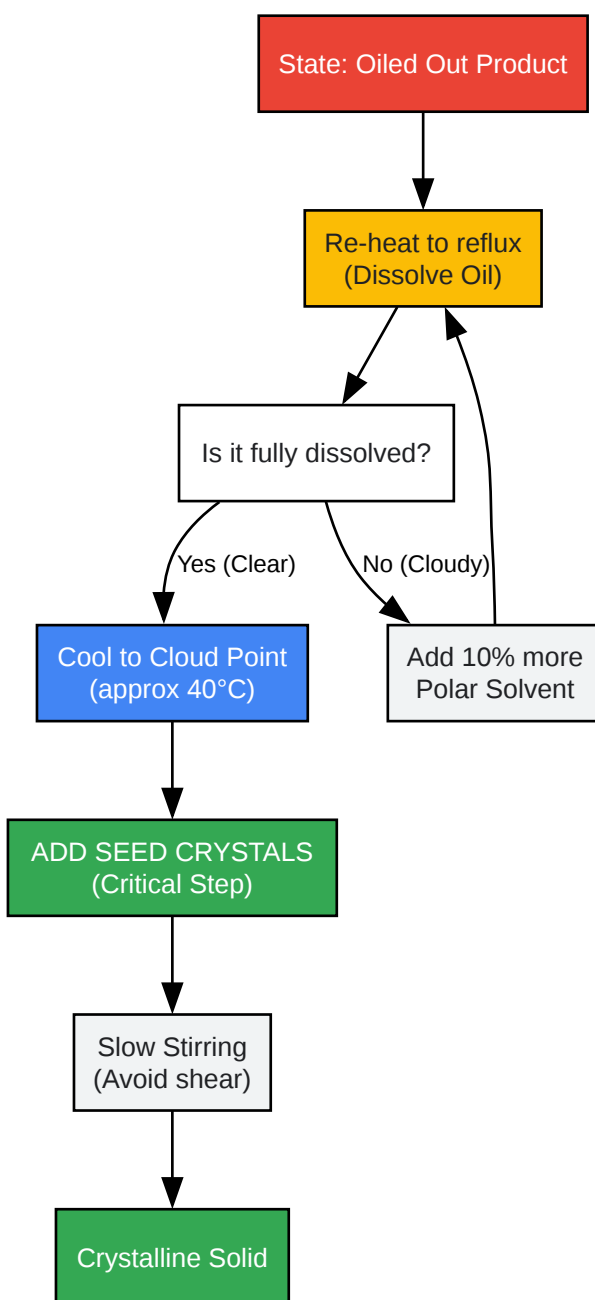 State: Oiled Out Product
Re-heat to reflux
(Dissolve Oil)
Is it fully dissolved?
Yes (Clear)
No (Cloudy)
Cool to Cloud Point
(approx 40°C)
Add 10% more
Polar Solvent
ADD SEED CRYSTALS
(Critical Step)
Slow Stirring
(Avoid shear)
Crystalline Solid